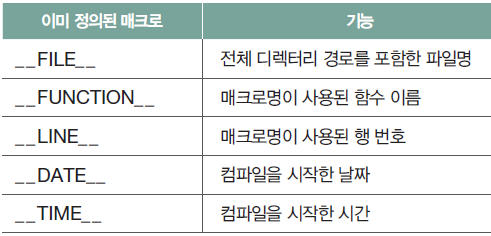 이미 정의된 매크로 기능
__FILE__ 전체 디렉터리 경로를 포함한 파일명
__FUNCTION__ 매크로명이 사용된 함수 이름
__LINE__ 매크로명이 사용된 행 번호
__DATE__ 컴파일을 시작한 날짜
__TIME__ 컴파일을 시작한 시간